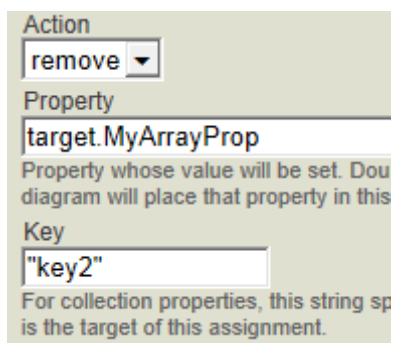 Action
remove
Property
target.MyArrayProp
Property whose value will be set. Dou
diagram will place that property in this
Key
"key2"
For collection properties, this string sp
is the target of this assignment.